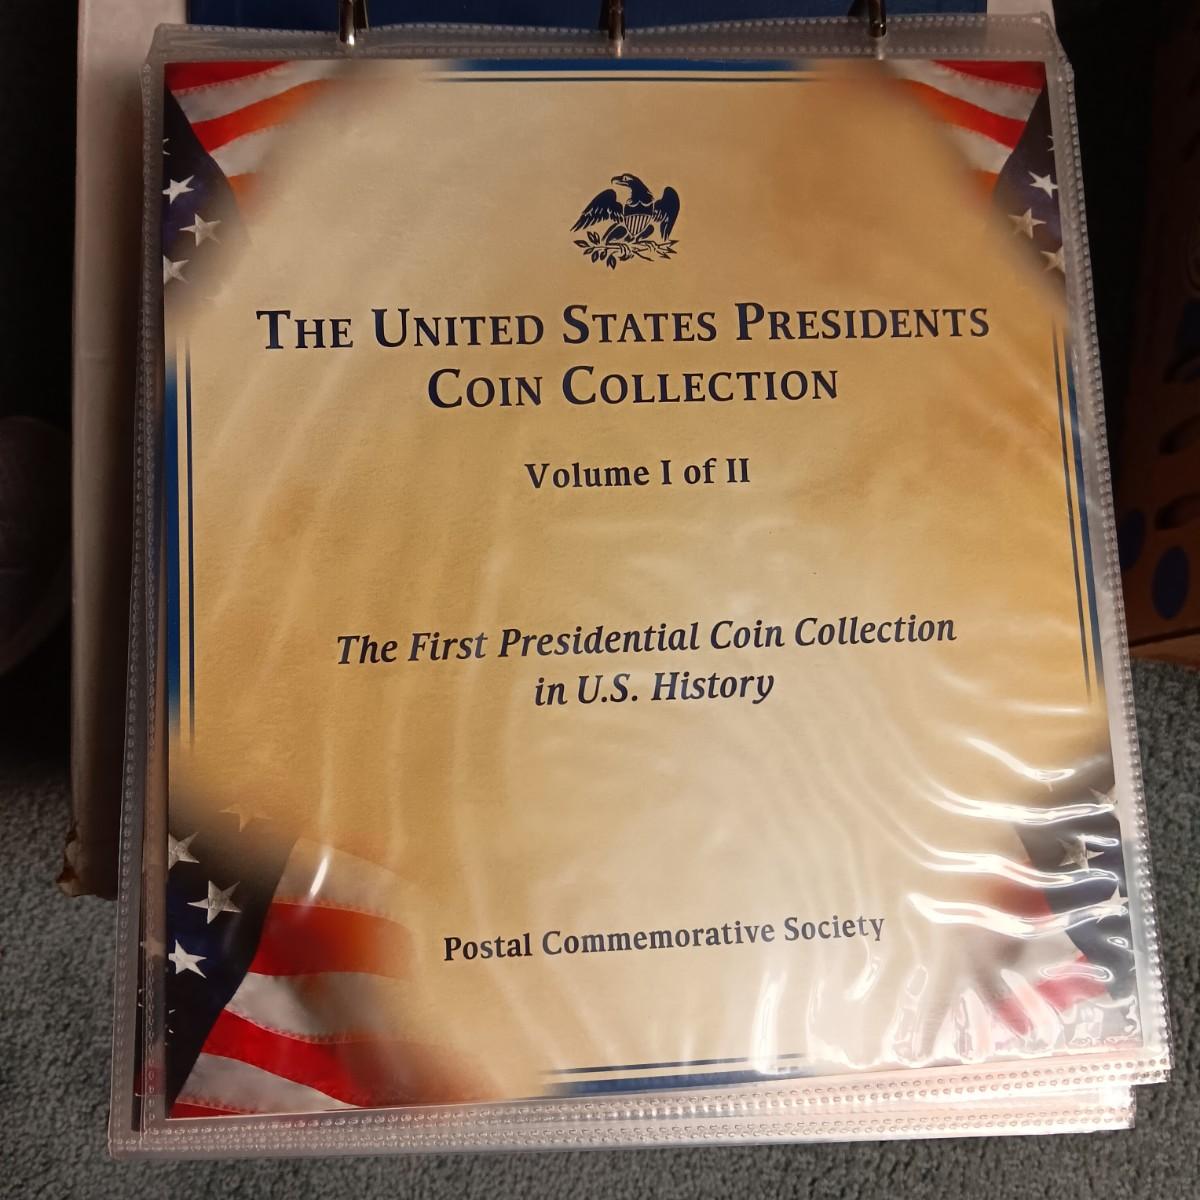 THE UNITED STATES PRESIDENTS
COIN COLLECTION
Volume I of II
The First Presidential Coin Collection
in U.S. History
Postal Commemorative Society